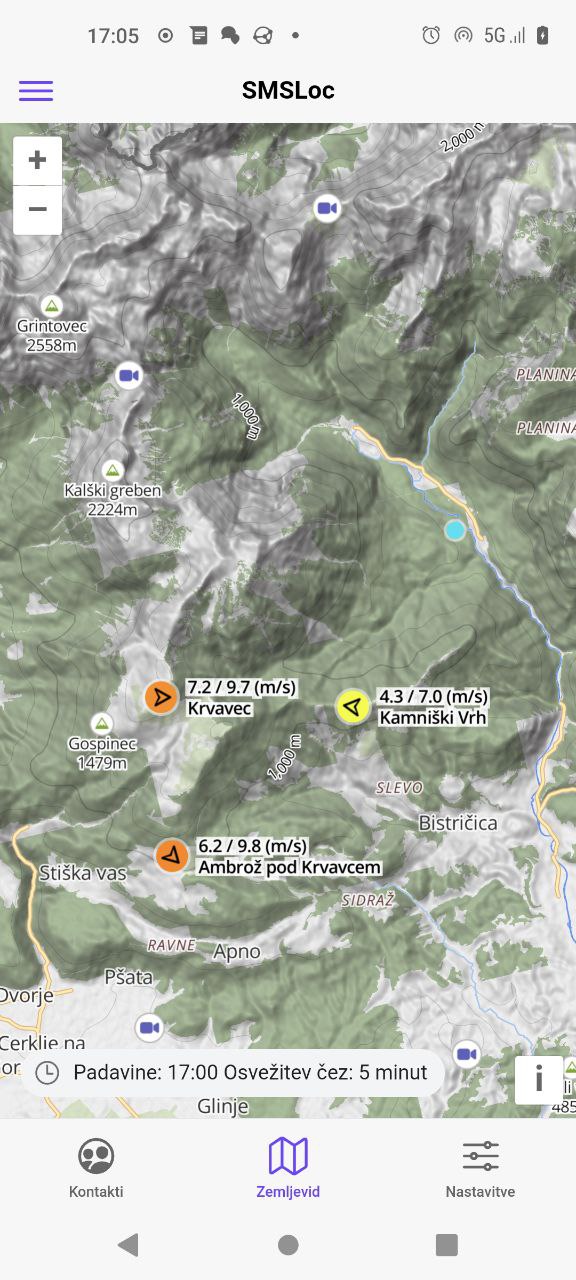 17:05
5G
SMSLoc
+
−
2,000 m
Grintovec
2558m
PLANINA
1,000 m
PLANINA
Kalški greben
2224m
7.2 / 9.7 (m/s)
Krvavec
4.3 / 7.0 (m/s)
Kamniški Vrh
Gospinec
1479m
1,000 m
SLEVO
Bistričica
6.2 / 9.8 (m/s)
Ambrož pod Krvavcem
Stiška vas
SIDRAŽ
RAVNE
Apno
Pšata
Dvorje
Cerklje na
Padavine: 17:00 Osvežitev čez: 5 minut
i
Glinje
485
Kontakti
Zemljevid
Nastavitve